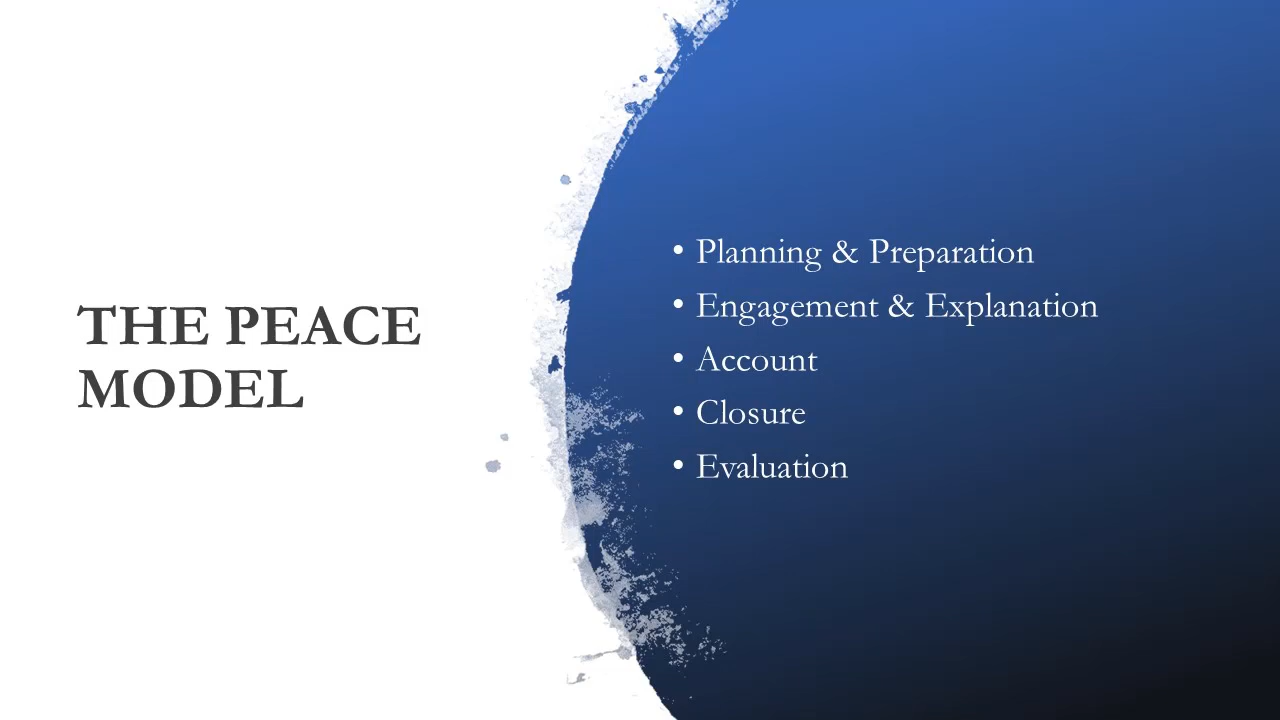 THE PEACE
MODEL
• Planning & Preparation
• Engagement & Explanation
• Account
• Closure
• Evaluation